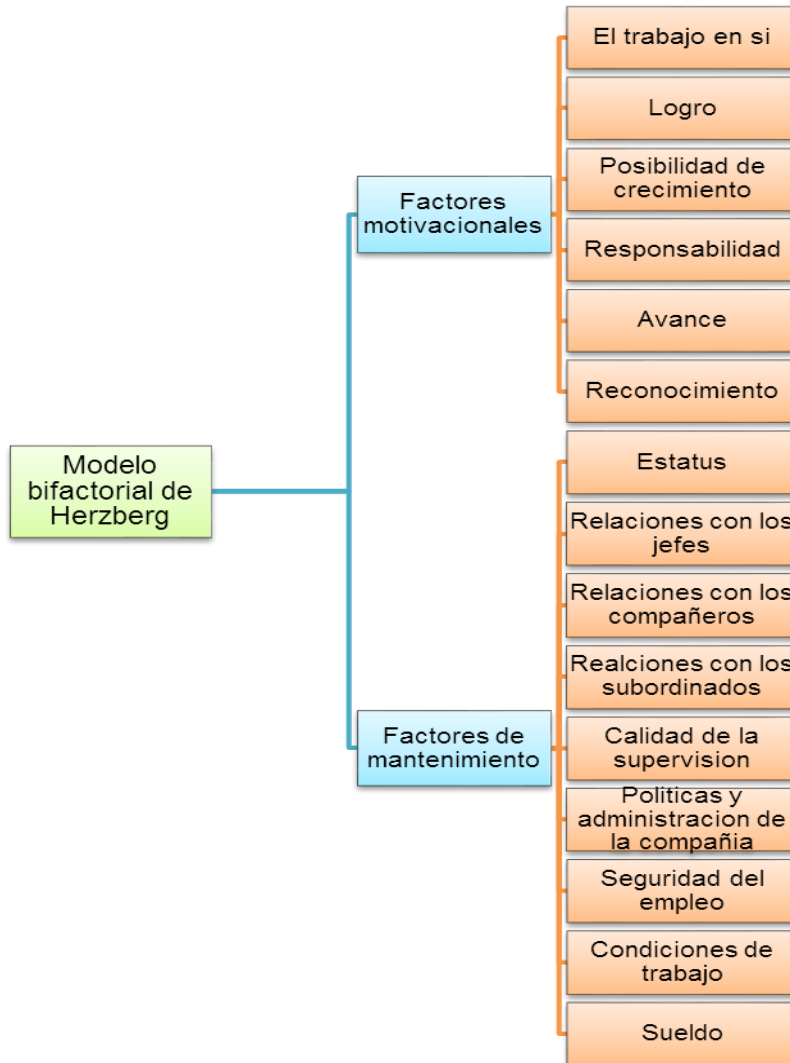 El trabajo en si
Logro
Posibilidad de
crecimiento
Factores
motivacionales
Responsabilidad
Avance
Reconocimiento
Modelo
bifactorial de
Herzberg
Estatus
Relaciones con los
jefes
Relaciones con los
compañeros
Realciones con los
subordinados
Factores de
mantenimiento
Calidad de la
supervision
Politicas y
administracion de
la compañia
Seguridad del
empleo
Condiciones de
trabajo
Sueldo